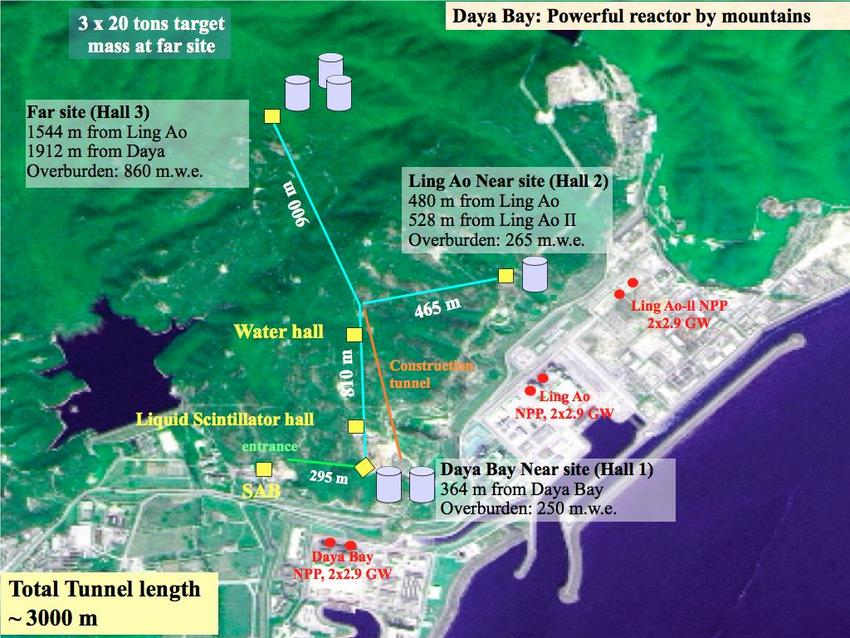 Daya Bay: Powerful reactor by mountains
3 x 20 tons target
mass at far site
Far site (Hall 3)
1544 m from Ling Ao
1912 m from Daya
Overburden: 860 m.w.e.
900 m
Ling Ao Near site (Hall 2)
480 m from Ling Ao
528 m from Ling Ao II
Overburden: 265 m.w.e.
465 m
Ling Ao-ll NPP
2x2.9 GW
Water hall
810 m
Construction
tunnel
Ling Ao
NPP, 2x2.9 GW
Liquid Scintillator hall
entrance
295 m
SAB
Daya Bay Near site (Hall 1)
364 m from Daya Bay
Overburden: 250 m.w.e.
Daya Bay
NPP, 2x2.9 GW
Total Tunnel length
~ 3000 m